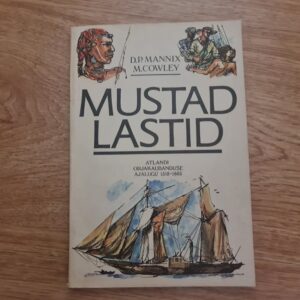 D.P. MANNIX
M. COWLEY
MUSTAD
LASTID
ATLANDI
ORJAKAUBANDUSE
AJALUGU 1518-1865